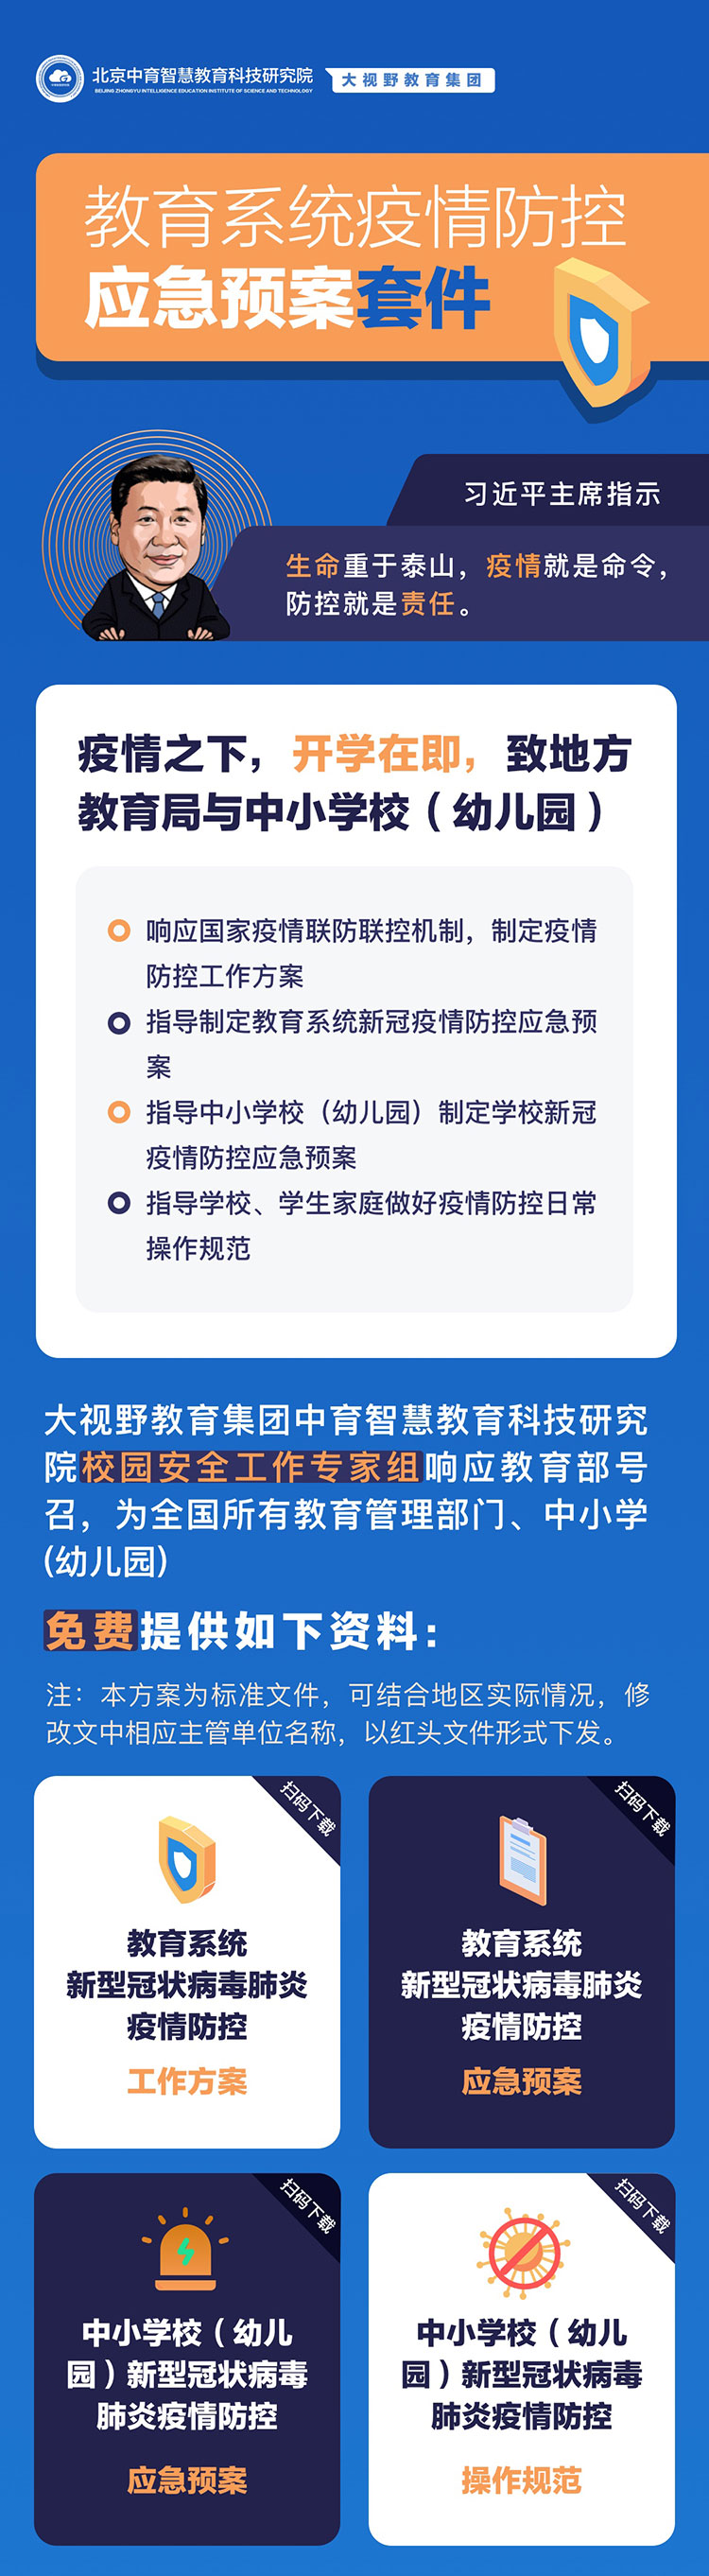 北京中育智慧教育科技研究院
BEIJING ZHONGYU INTELLIGENCE EDUCATION INSTITUTE OF SCIENCE AND TECHNOLOGY
大视野教育集团
教育系统疫情防控
应急预案套件
习近平主席指示
生命重于泰山，疫情就是命令，
防控就是责任。
疫情之下，开学在即，致地方
教育局与中小学校（幼儿园）
响应国家疫情联防联控机制，制定疫情
防控工作方案
指导制定教育系统新冠疫情防控应急预
案
指导中小学校（幼儿园）制定学校新冠
疫情防控应急预案
指导学校、学生家庭做好疫情防控日常
操作规范
大视野教育集团中育智慧教育科技研究
院校园安全工作专家组响应教育部号
召，为全国所有教育管理部门、中小学
(幼儿园)
免费提供如下资料：
注：本方案为标准文件，可结合地区实际情况，修
改文中相应主管单位名称，以红头文件形式下发。
扫码下载
教育系统
新型冠状病毒肺炎
疫情防控
工作方案
扫码下载
教育系统
新型冠状病毒肺炎
疫情防控
应急预案
扫码下载
中小学校（幼儿
园）新型冠状病毒
肺炎疫情防控
应急预案
扫码下载
中小学校（幼儿
园）新型冠状病毒
肺炎疫情防控
操作规范